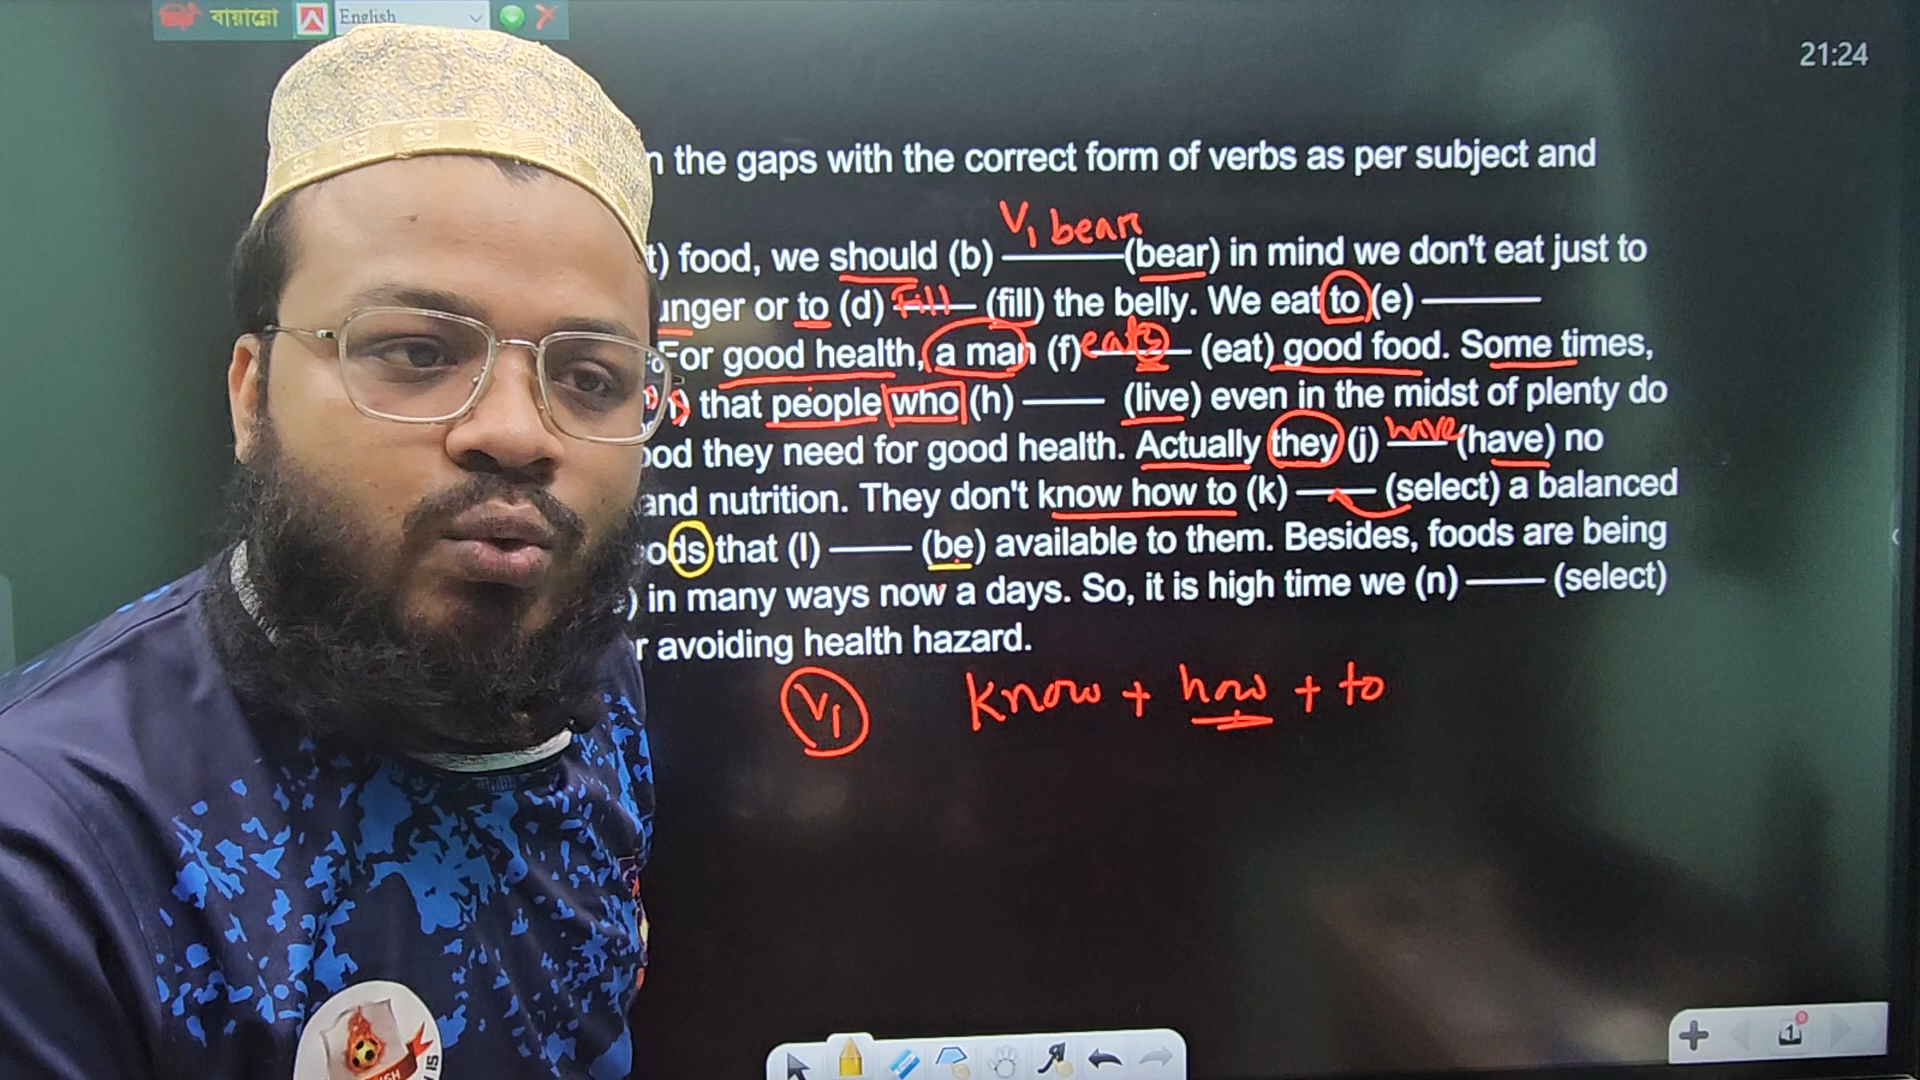 বায়ান্নো English
21:24
n the gaps with the correct form of verbs as per subject and
V1 bear
t) food, we should (b) ———(bear) in mind we don't eat just to
unger or to (d) Fill (fill) the belly. We eat to (e) ———
For good health, a man (f) eats (eat) good food. Some times,
) that people who (h) ——— (live) even in the midst of plenty do
ood they need for good health. Actually they (j) have (have) no
and nutrition. They don't know how to (k) ——— (select) a balanced
ods that (l) ——— (be) available to them. Besides, foods are being
) in many ways now a days. So, it is high time we (n) ——— (select)
r avoiding health hazard.
V1 know + how + to
1